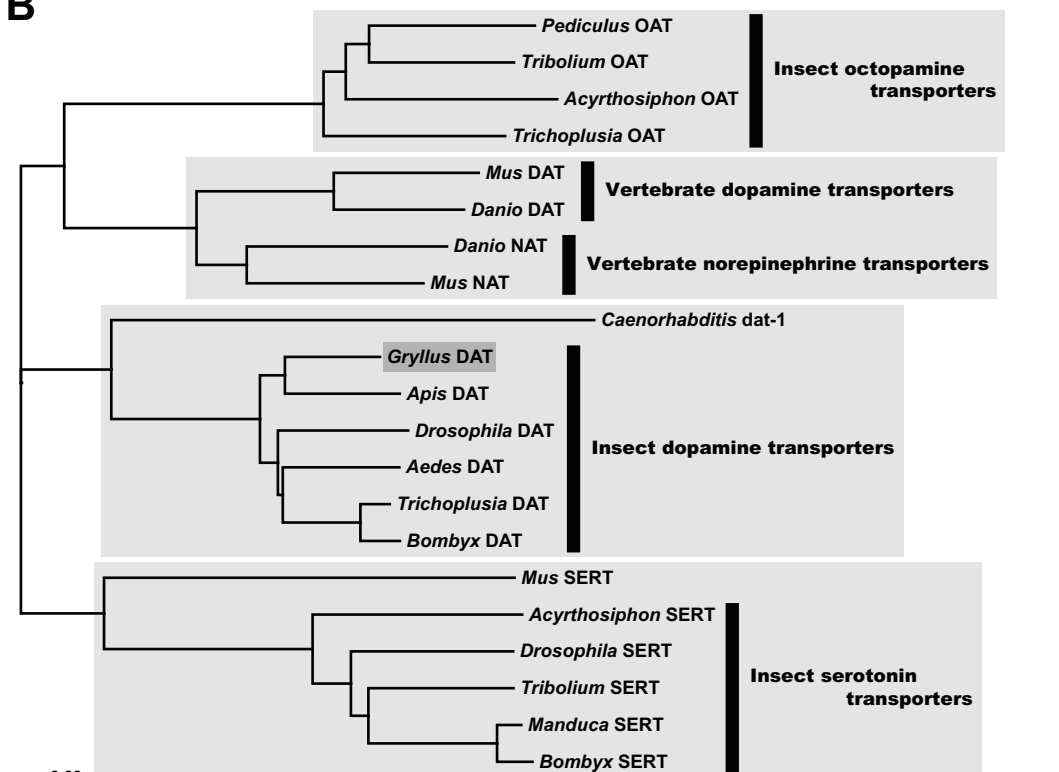 B
Pediculus OAT
Tribolium OAT
Acyrthosiphon OAT
Trichoplusia OAT
Insect octopamine
transporters
Mus DAT
Danio DAT
Vertebrate dopamine transporters
Danio NAT
Mus NAT
Vertebrate norepinephrine transporters
Caenorhabditis dat-1
Gryllus DAT
Apis DAT
Drosophila DAT
Aedes DAT
Trichoplusia DAT
Bombyx DAT
Insect dopamine transporters
Mus SERT
Acyrthosiphon SERT
Drosophila SERT
Tribolium SERT
Manduca SERT
Bombyx SERT
Insect serotonin
transporters